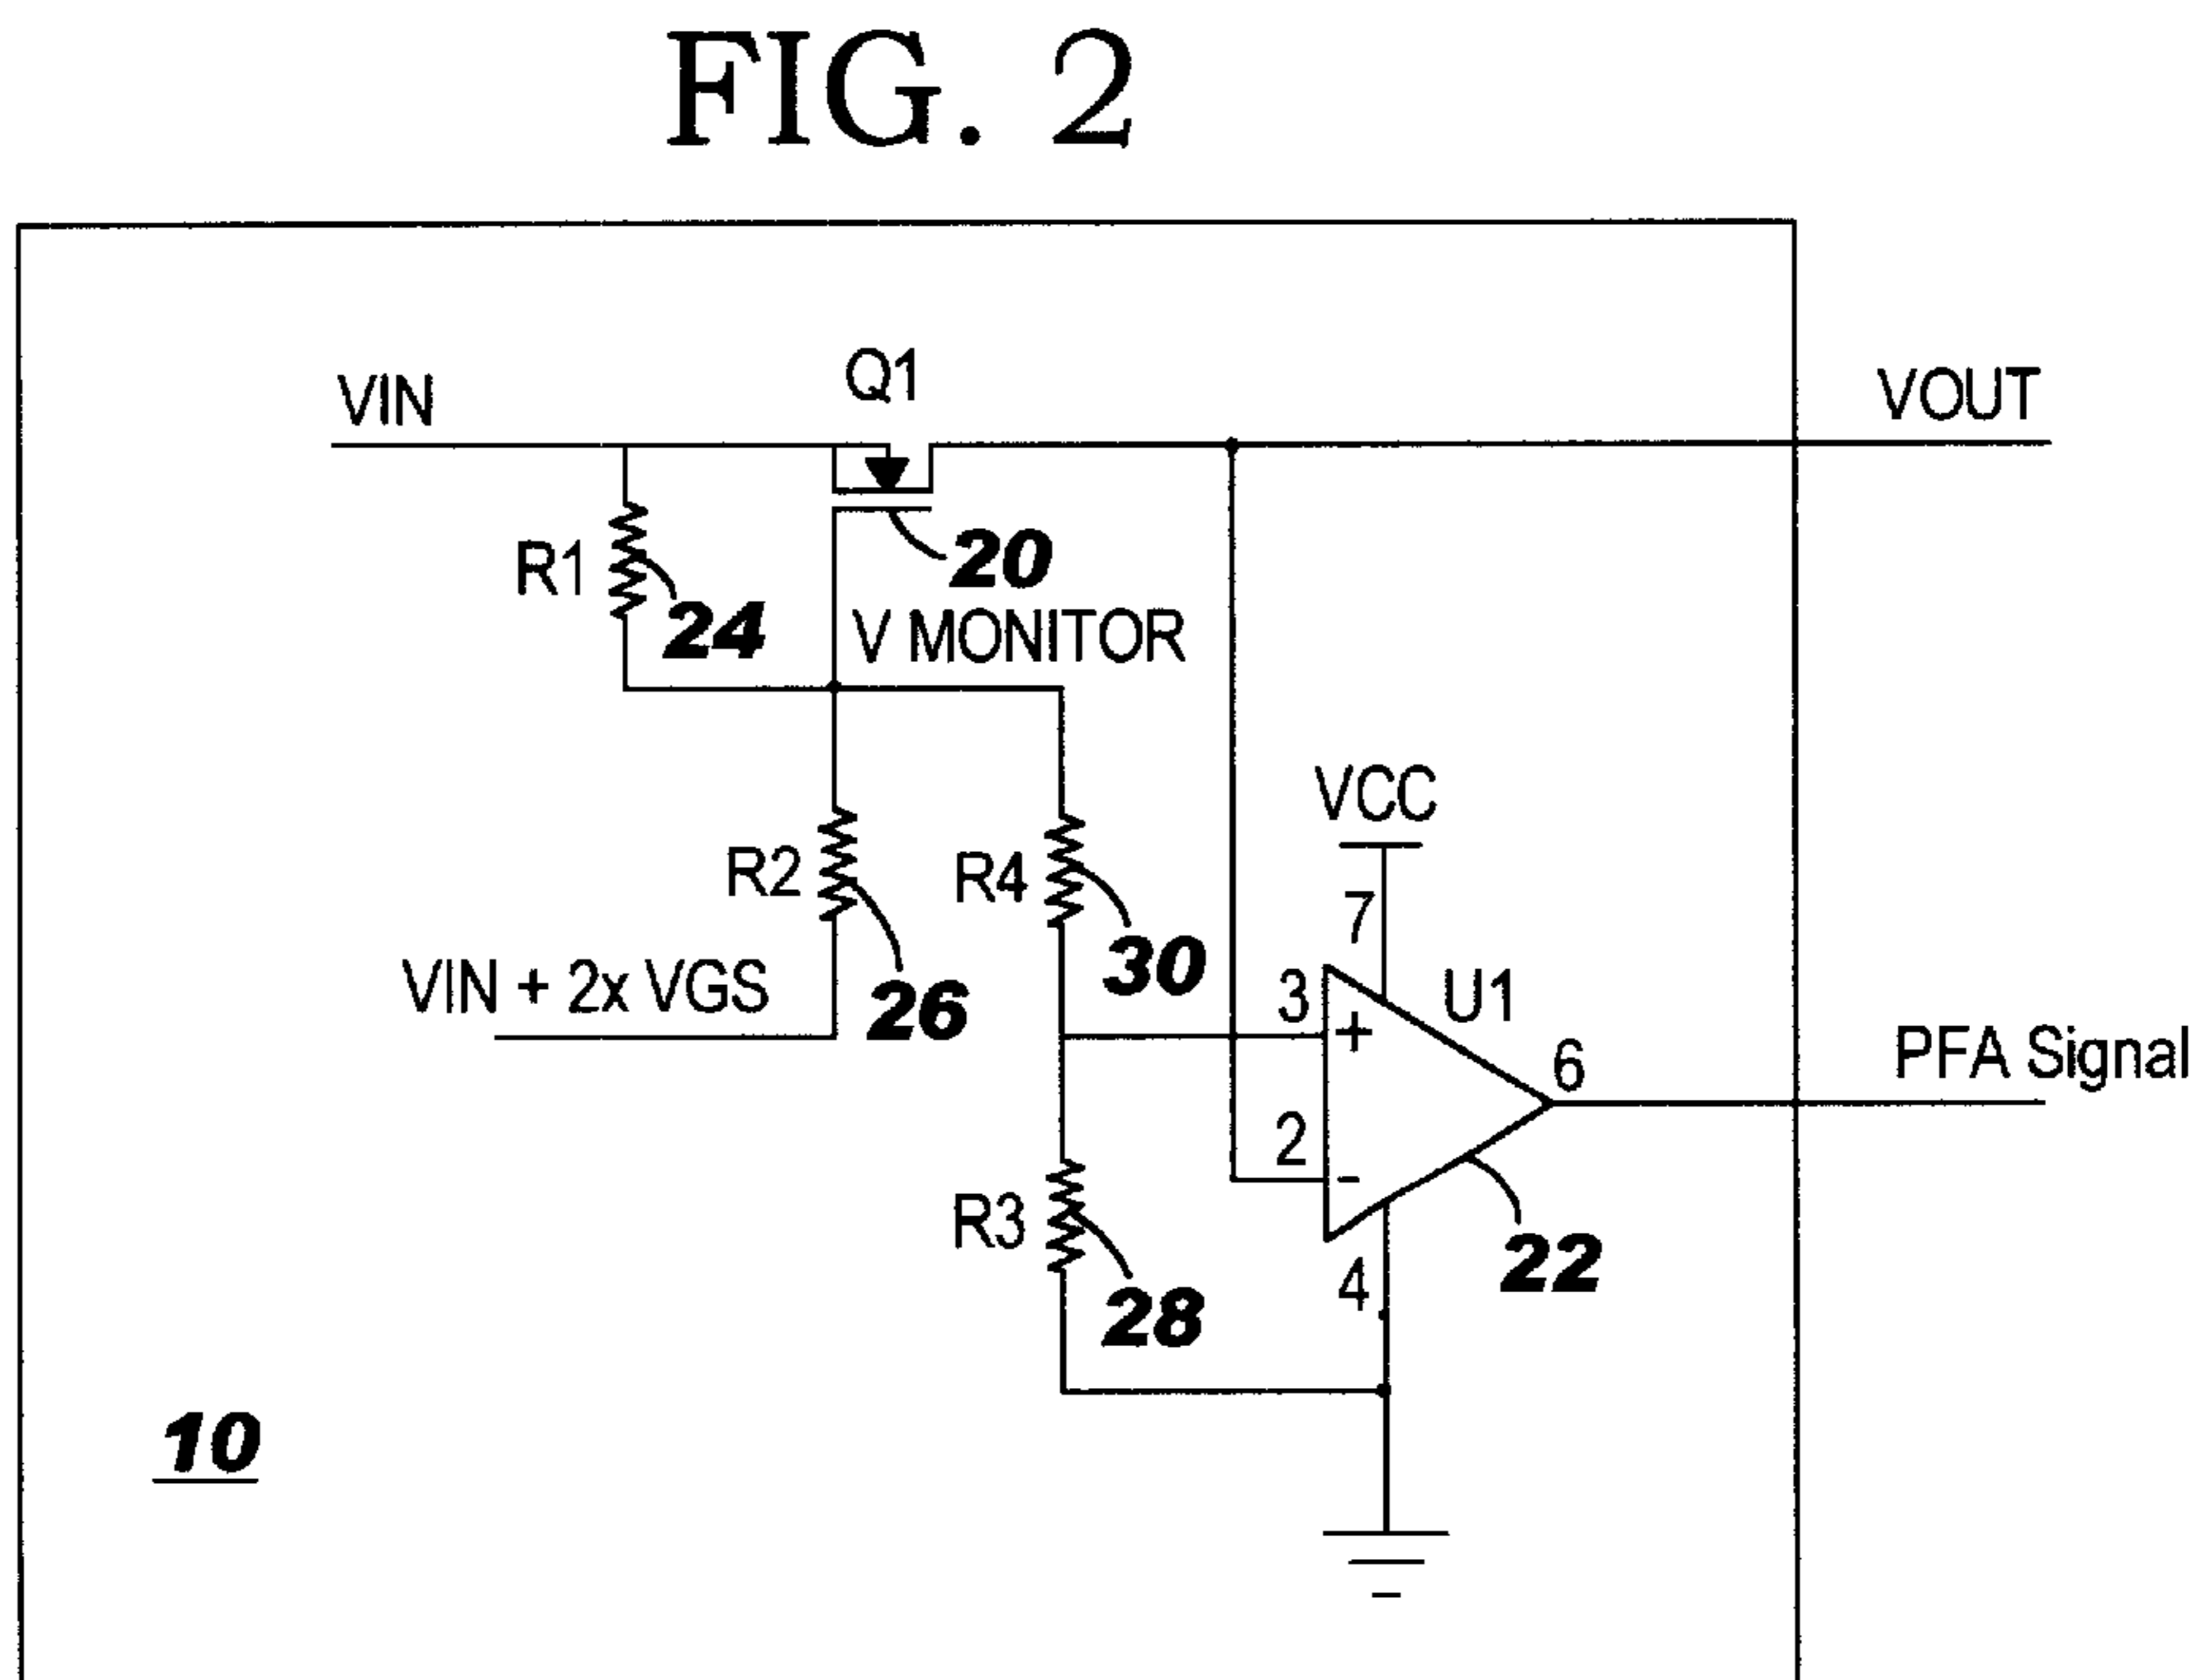 FIG. 2
VIN
Q1
VOUT
R1
20
24
V MONITOR
VCC
R2
R4
7
30
VIN + 2x VGS
26
3
+
U1
6
PFA Signal
2
-
R3
22
4
28
10